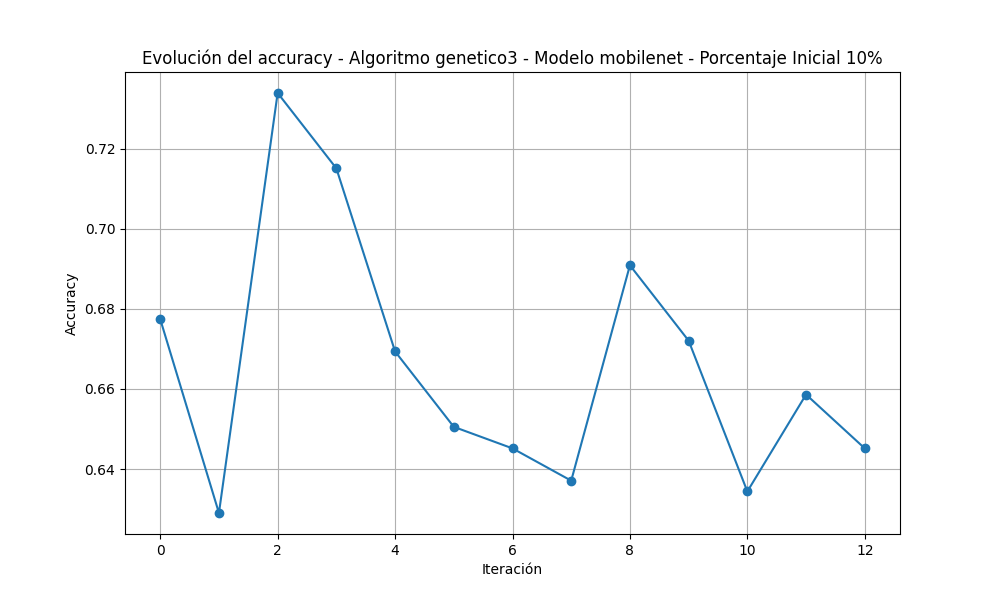 Evolución del accuracy - Algoritmo genetico3 - Modelo mobilenet - Porcentaje Inicial 10%
Accuracy
0.72
0.70
0.68
0.66
0.64
0 2 4 6 8 10 12
Iteración